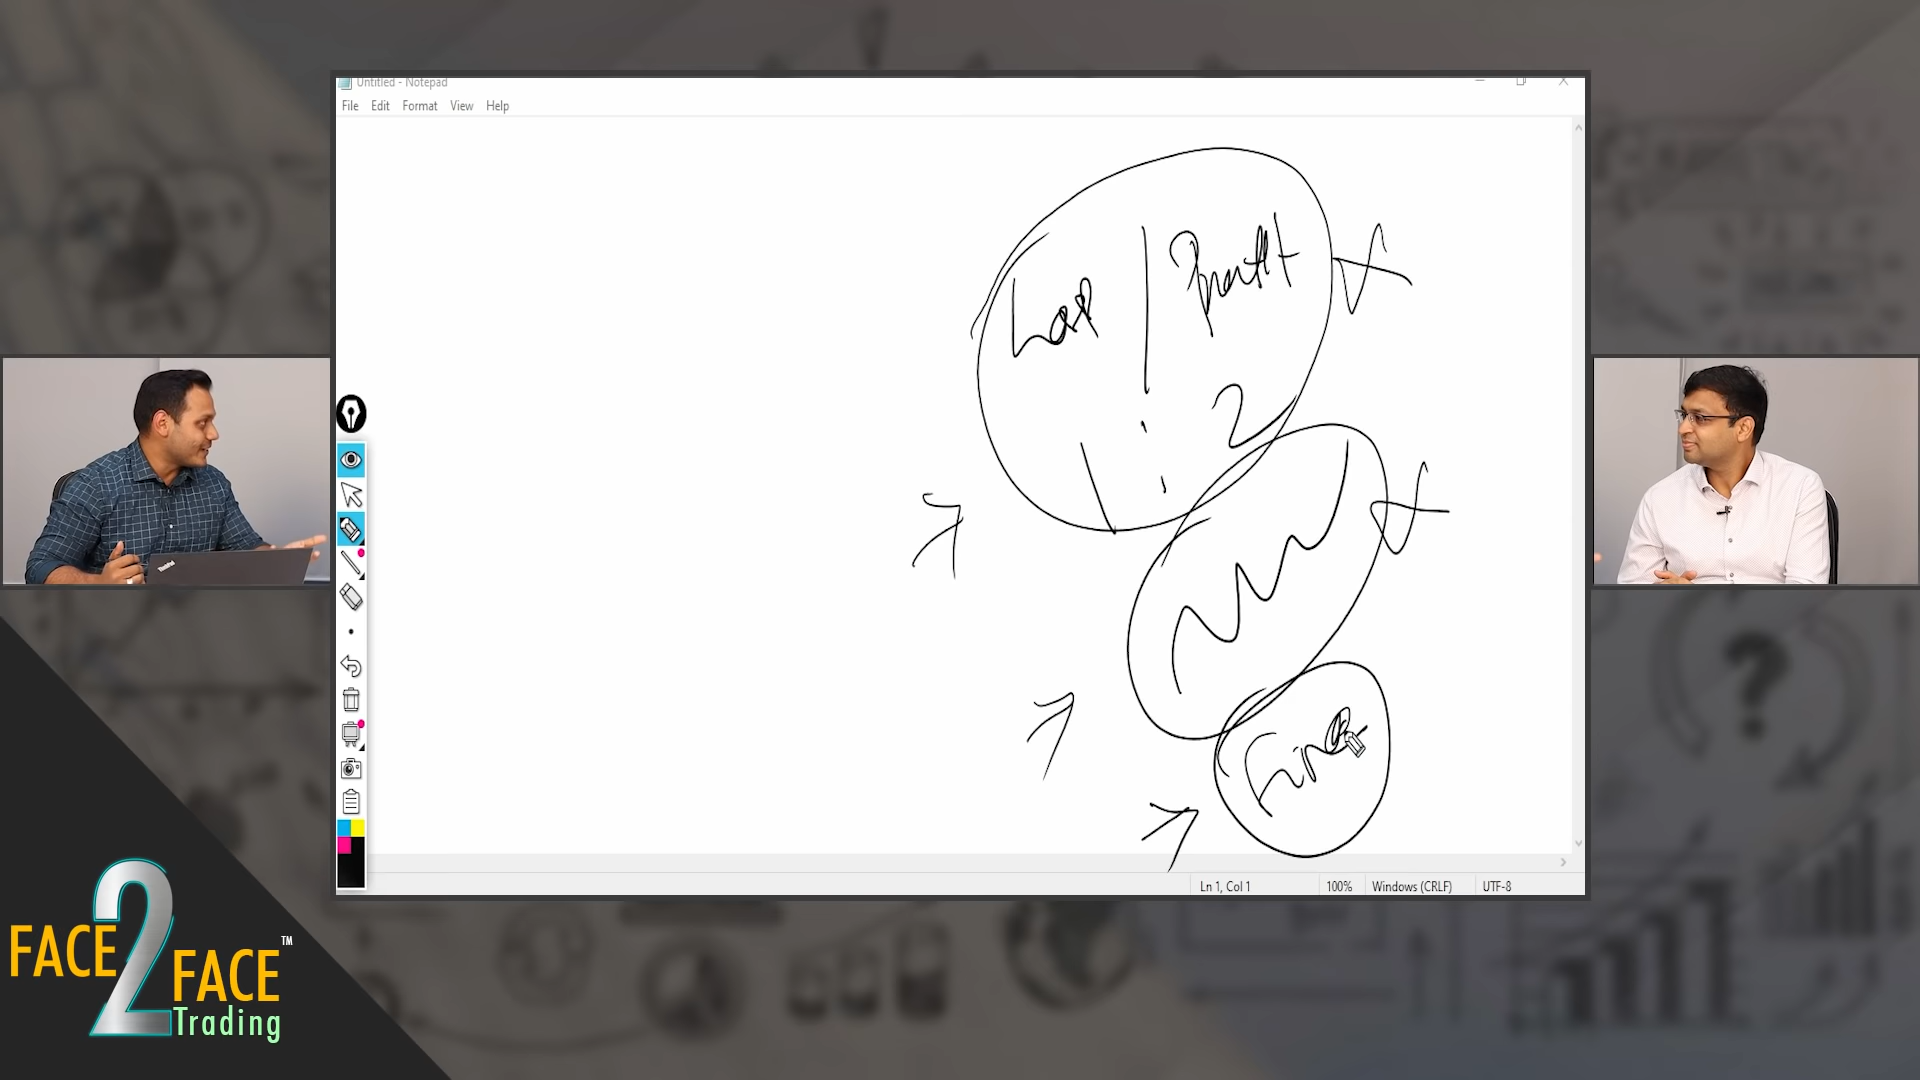 Untitled - Notepad
File Edit Format View Help
Loss
Profit
1 : 2
Ln 1, Col 1 100% Windows (CRLF) UTF-8
FACE 2 FACE ™
Trading